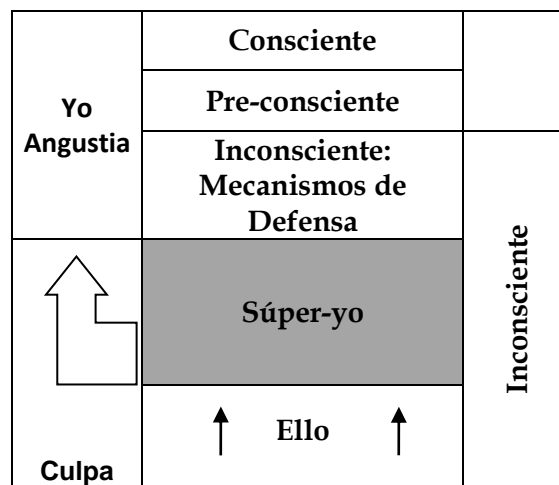 Consciente
Pre-consciente
Yo
Angustia
Inconsciente:
Mecanismos de
Defensa
Súper-yo
Ello
Culpa
Inconsciente